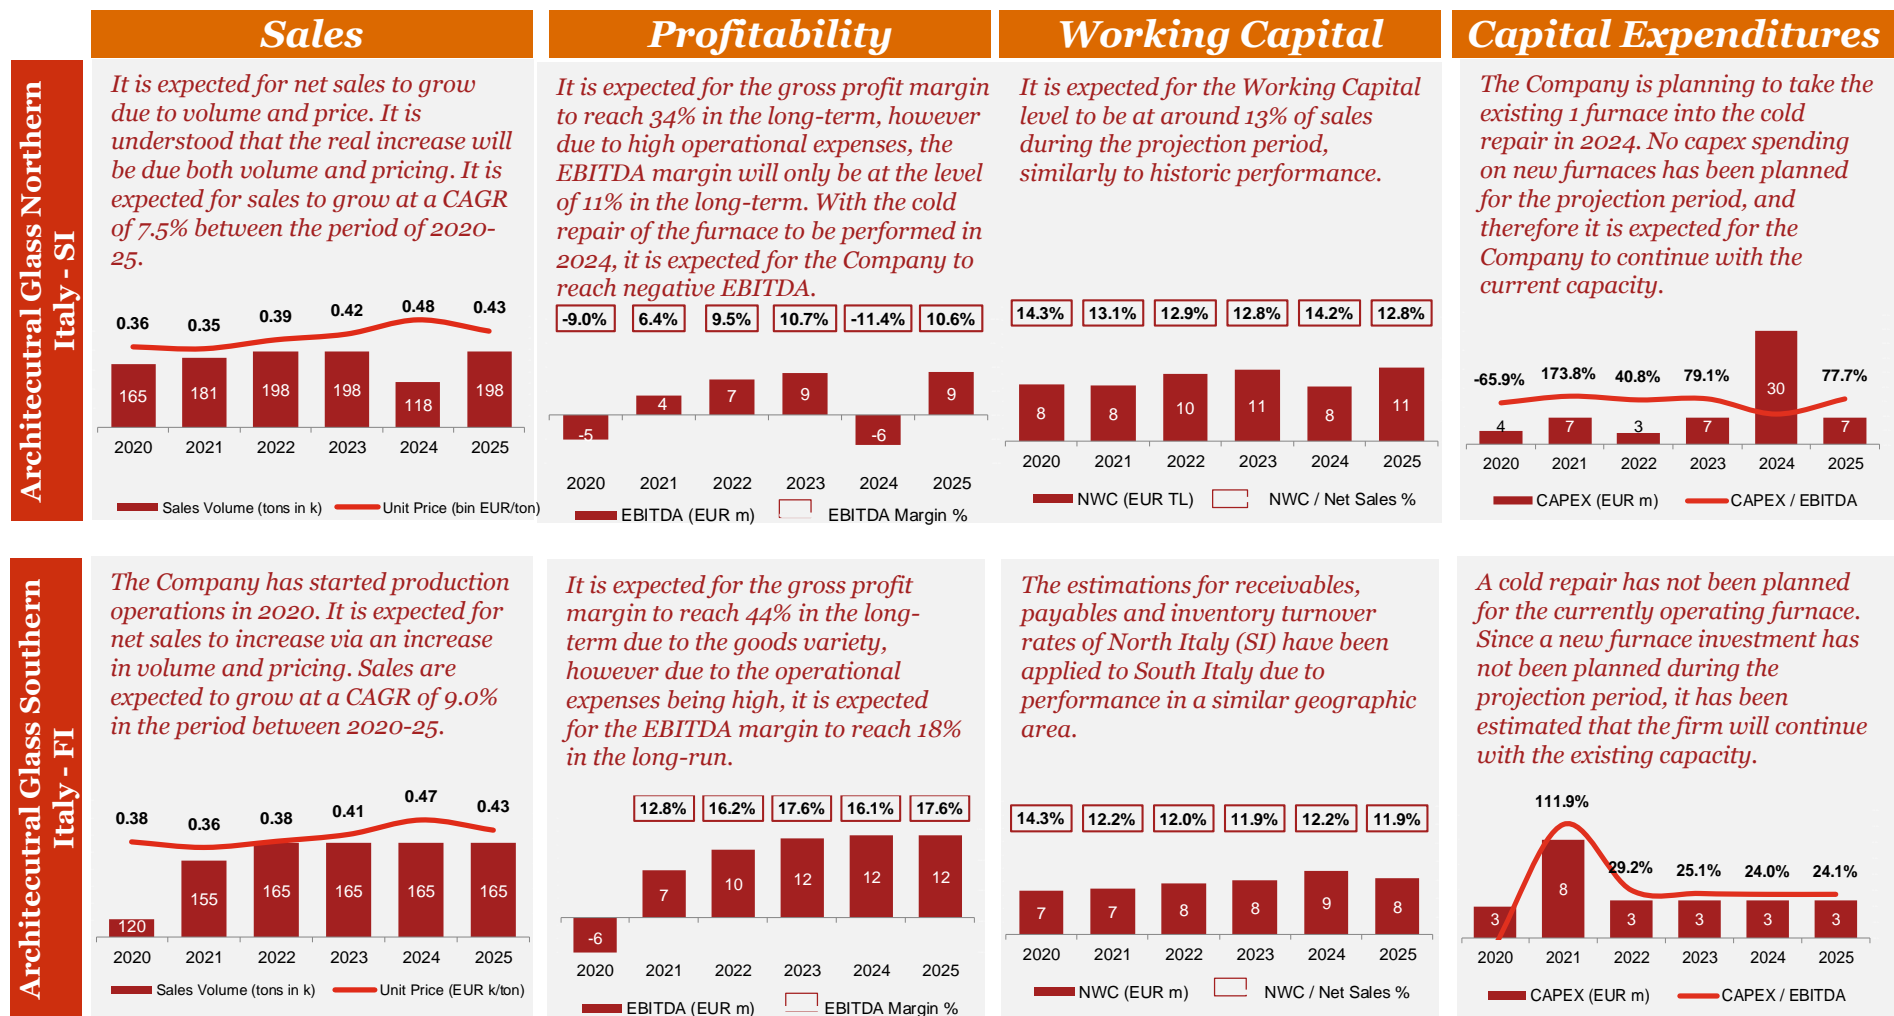 Sales
Profitability
Working Capital
Capital Expenditures
Architecutral Glass Northern
Italy - SI
It is expected for net sales to grow
due to volume and price. It is
understood that the real increase will
be due both volume and pricing. It is
expected for sales to grow at a CAGR
of 7.5% between the period of 2020-
25.
0.36 0.35 0.39 0.42 0.48 0.43
165 181 198 198 118 198
2020 2021 2022 2023 2024 2025
Sales Volume (tons in k) Unit Price (bin EUR/ton)
It is expected for the gross profit margin
to reach 34% in the long-term, however
due to high operational expenses, the
EBITDA margin will only be at the level
of 11% in the long-term. With the cold
repair of the furnace to be performed in
2024, it is expected for the Company to
reach negative EBITDA.
-9.0% 6.4% 9.5% 10.7% -11.4% 10.6%
-5 4 7 9 -6 9
2020 2021 2022 2023 2024 2025
EBITDA (EUR m) EBITDA Margin %
It is expected for the Working Capital
level to be at around 13% of sales
during the projection period,
similarly to historic performance.
14.3% 13.1% 12.9% 12.8% 14.2% 12.8%
8 8 10 11 8 11
2020 2021 2022 2023 2024 2025
NWC (EUR TL) NWC / Net Sales %
The Company is planning to take the
existing 1 furnace into the cold
repair in 2024. No capex spending
on new furnaces has been planned
for the projection period, and
therefore it is expected for the
Company to continue with the
current capacity.
-65.9% 173.8% 40.8% 79.1% 77.7%
4 7 3 7 30 7
2020 2021 2022 2023 2024 2025
CAPEX (EUR m) CAPEX / EBITDA
Architecutral Glass Southern
Italy - FI
The Company has started production
operations in 2020. It is expected for
net sales to increase via an increase
in volume and pricing. Sales are
expected to grow at a CAGR of 9.0%
in the period between 2020-25.
0.38 0.36 0.38 0.41 0.47 0.43
120 155 165 165 165 165
2020 2021 2022 2023 2024 2025
Sales Volume (tons in k) Unit Price (EUR k/ton)
It is expected for the gross profit
margin to reach 44% in the long-
term due to the goods variety,
however due to the operational
expenses being high, it is expected
for the EBITDA margin to reach 18%
in the long-run.
12.8% 16.2% 17.6% 16.1% 17.6%
-6 7 10 12 12 12
2020 2021 2022 2023 2024 2025
EBITDA (EUR m) EBITDA Margin %
The estimations for receivables,
payables and inventory turnover
rates of North Italy (SI) have been
applied to South Italy due to
performance in a similar geographic
area.
14.3% 12.2% 12.0% 11.9% 12.2% 11.9%
7 7 8 8 9 8
2020 2021 2022 2023 2024 2025
NWC (EUR m) NWC / Net Sales %
A cold repair has not been planned
for the currently operating furnace.
Since a new furnace investment has
not been planned during the
projection period, it has been
estimated that the firm will continue
with the existing capacity.
111.9% 29.2% 25.1% 24.0% 24.1%
3 8 3 3 3 3
2020 2021 2022 2023 2024 2025
CAPEX (EUR m) CAPEX / EBITDA